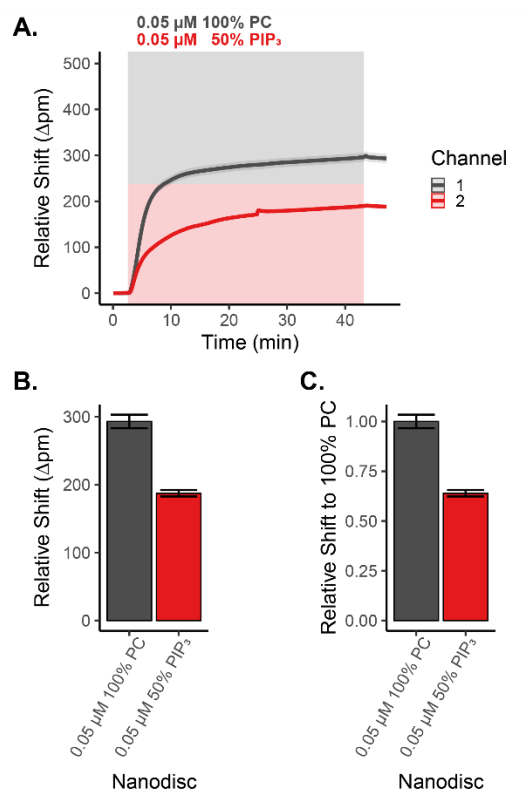 A.
0.05 µM 100% PC
0.05 µM 50% PIP₃
500
400
300
200
100
0
Relative Shift (Δpm)
0 10 20 30 40
Time (min)
Channel
1
2
B.
300
200
100
0
Relative Shift (Δpm)
0.05 µM 100% PC
0.05 µM 50% PIP₃
Nanodisc
C.
1.00
0.75
0.50
0.25
0.00
Relative Shift to 100% PC
0.05 µM 100% PC
0.05 µM 50% PIP₃
Nanodisc